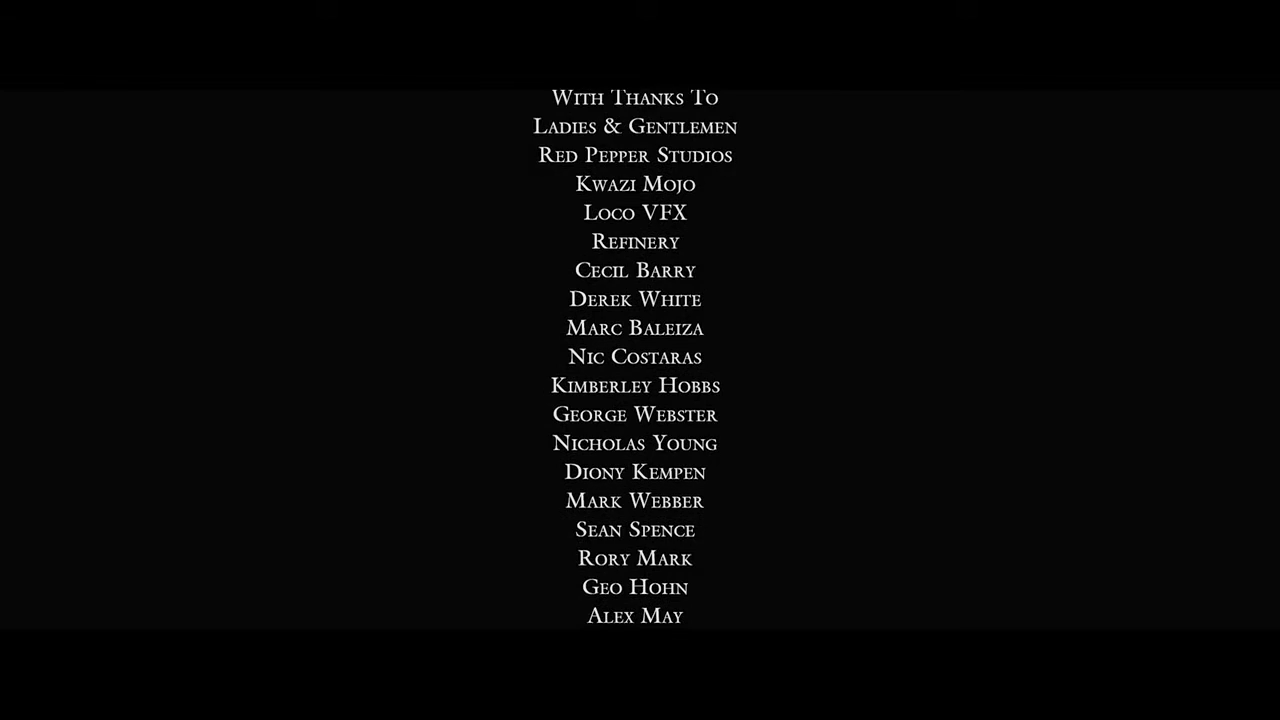 With Thanks To
Ladies & Gentlemen
Red Pepper Studios
Kwazi Mojo
Loco VFX
Refinery
Cecil Barry
Derek White
Marc Baleiza
Nic Costaras
Kimberley Hobbs
George Webster
Nicholas Young
Diony Kempen
Mark Webber
Sean Spence
Rory Mark
Geo Hohn
Alex May